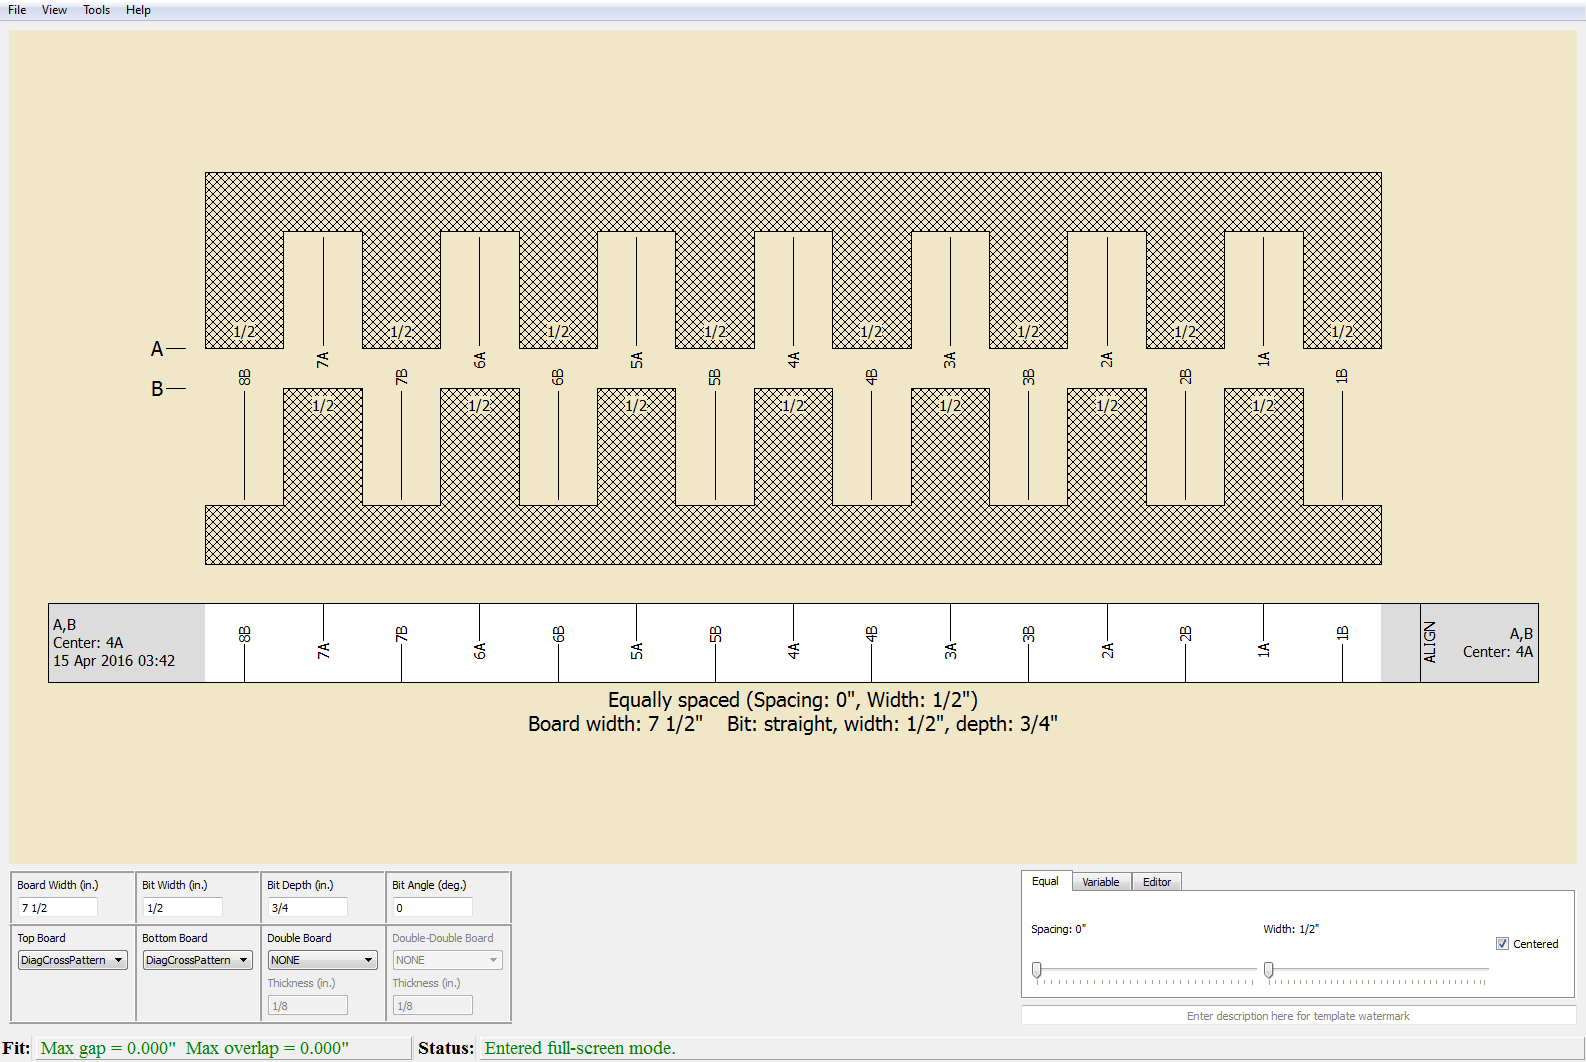 File View Tools Help
1/2 1/2 1/2 1/2 1/2 1/2 1/2 1/2
A
7A 6A 5A 4A 3A 2A 1A
8B 7B 6B 5B 4B 3B 2B 1B
B
1/2 1/2 1/2 1/2 1/2 1/2 1/2
A,B
Center: 4A
15 Apr 2016 03:42
8B 7A 7B 6A 6B 5A 5B 4A 4B 3A 3B 2A 2B 1A 1B
ALIGN
A,B
Center: 4A
Equally spaced (Spacing: 0", Width: 1/2")
Board width: 7 1/2" Bit: straight, width: 1/2", depth: 3/4"
Board Width (in.) Bit Width (in.) Bit Depth (in.) Bit Angle (deg.)
7 1/2 1/2 3/4 0
Top Board Bottom Board Double Board Double-Double Board
DiagCrossPattern DiagCrossPattern NONE NONE
Thickness (in.) Thickness (in.)
1/8 1/8
Equal Variable Editor
Spacing: 0" Width: 1/2"
Centered
Enter description here for template watermark
Fit: Max gap = 0.000" Max overlap = 0.000" Status: Entered full-screen mode.